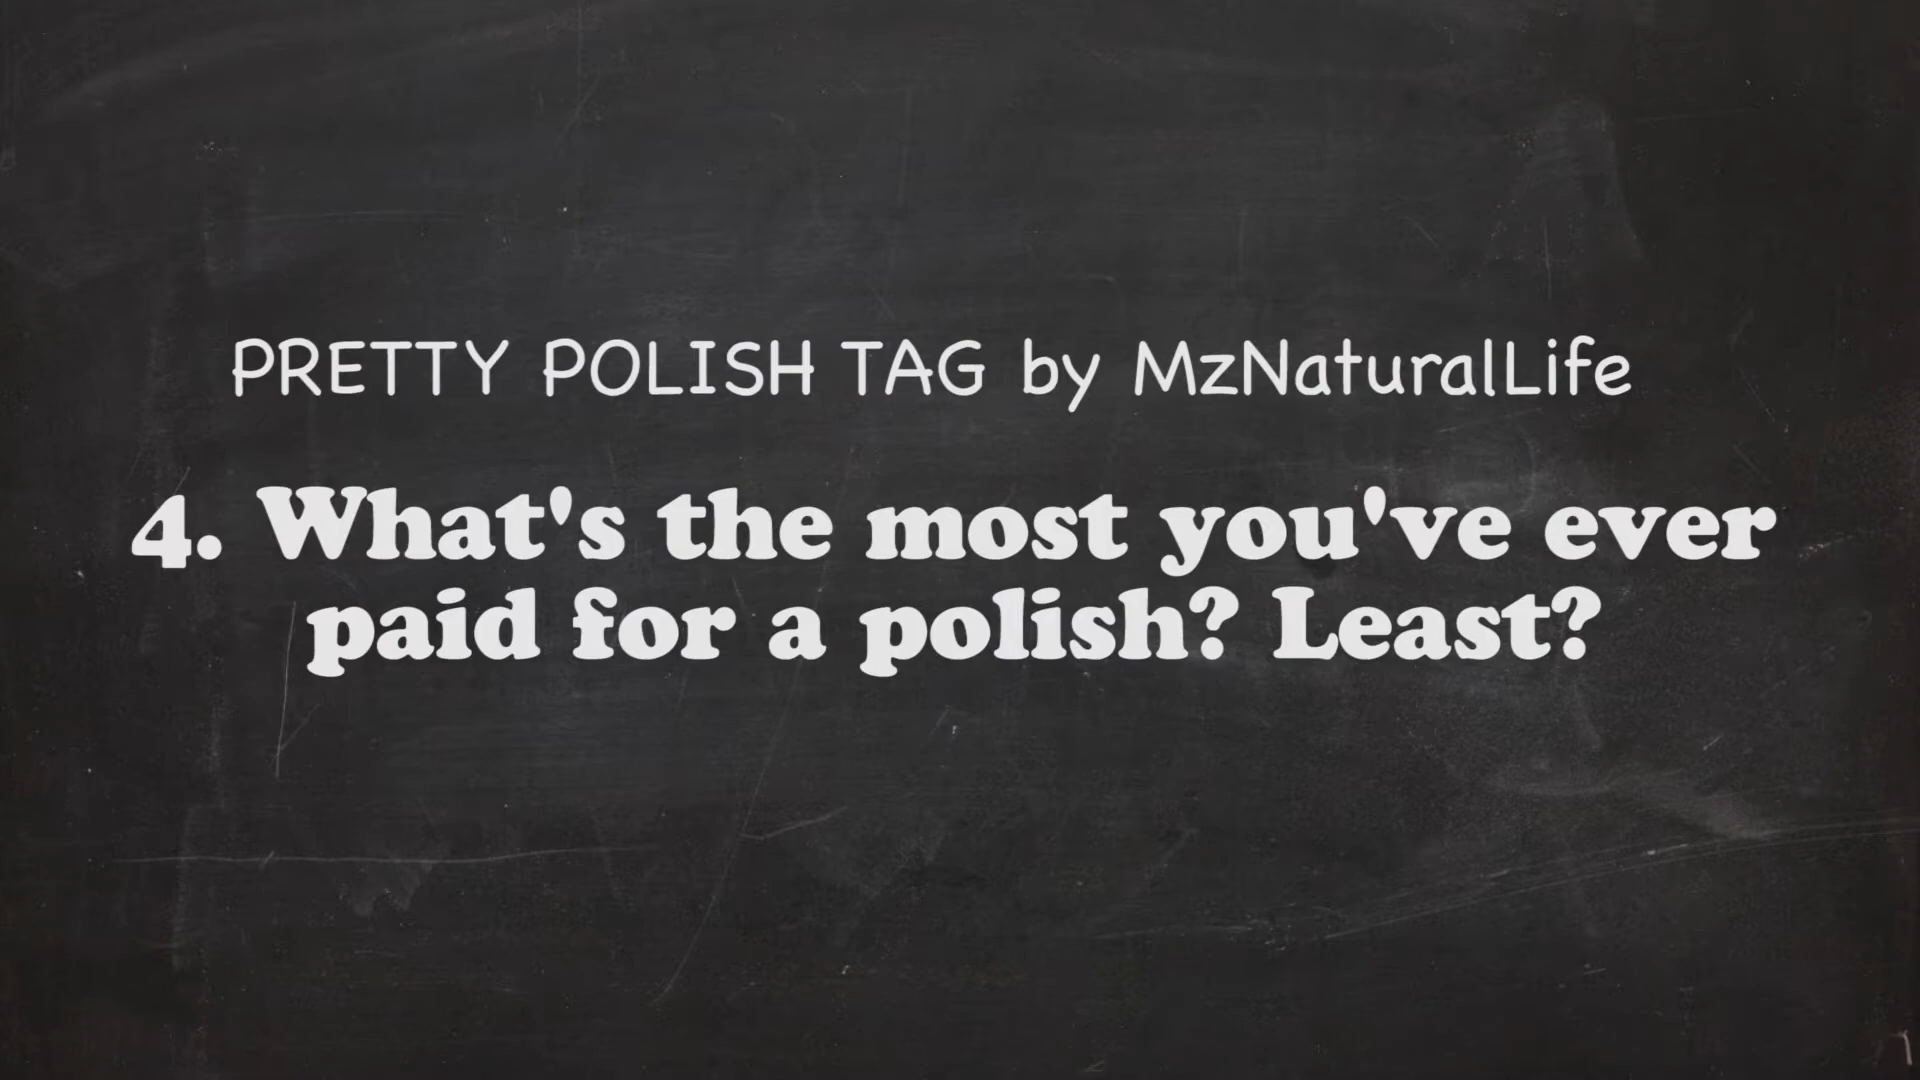 PRETTY POLISH TAG by MzNaturalLife
4. What's the most you've ever
paid for a polish? Least?